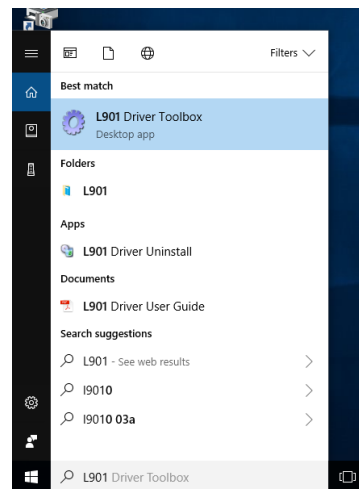 Filters
Best match
L901 Driver Toolbox
Desktop app
Folders
L901
Apps
L901 Driver Uninstall
Documents
L901 Driver User Guide
Search suggestions
L901 - See web results
l9010
l9010 03a
L901 Driver Toolbox